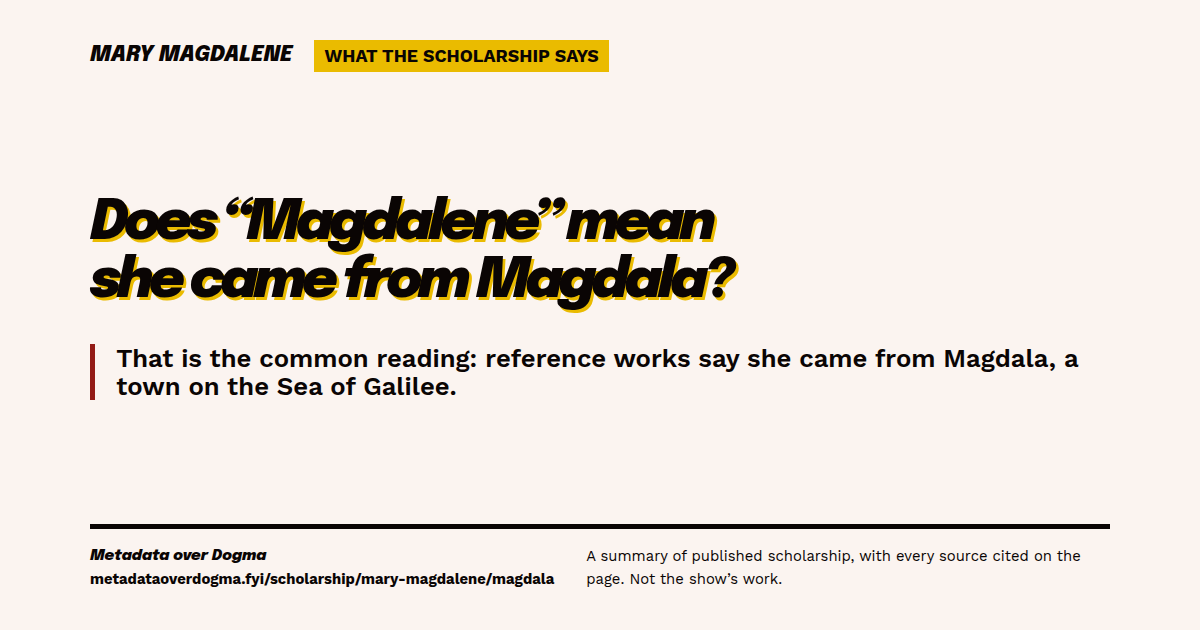 MARY MAGDALENE
WHAT THE SCHOLARSHIP SAYS
Does “Magdalene” mean
she came from Magdala?
That is the common reading: reference works say she came from Magdala, a
town on the Sea of Galilee.
Metadata over Dogma
metadataoverdogma.fyi/scholarship/mary-magdalene/magdala
A summary of published scholarship, with every source cited on the
page. Not the show’s work.